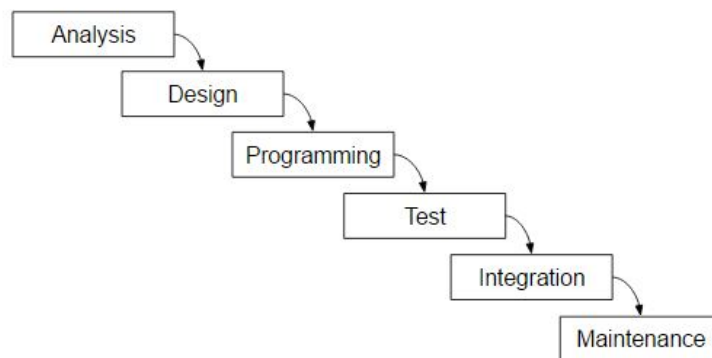 Analysis
Design
Programming
Test
Integration
Maintenance